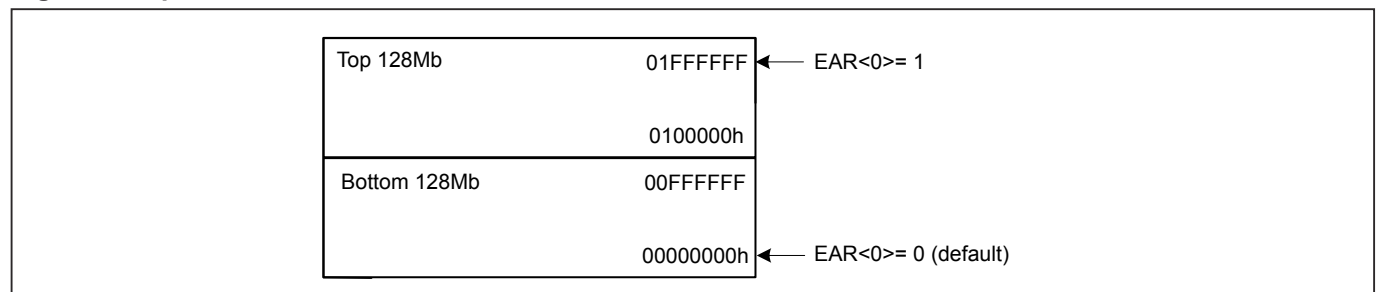 Top 128Mb 01FFFFFF EAR<0>= 1
0100000h
Bottom 128Mb 00FFFFFF
00000000h EAR<0>= 0 (default)